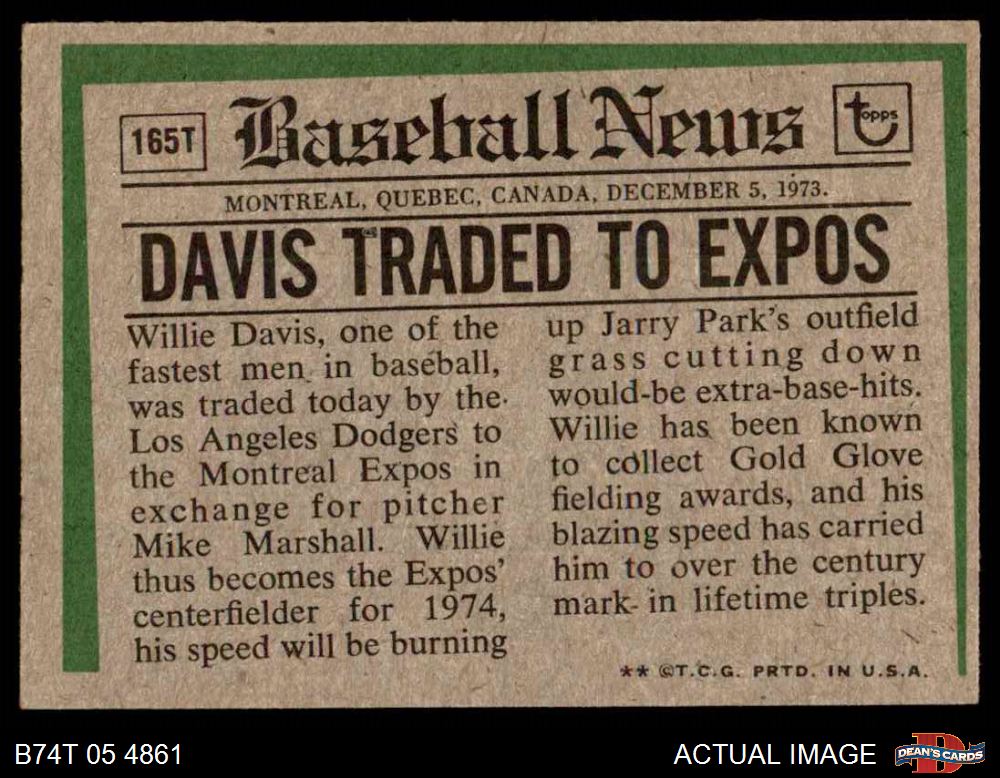 165T
Baseball News
topps
MONTREAL, QUEBEC, CANADA, DECEMBER 5, 1973.
DAVIS TRADED TO EXPOS
Willie Davis, one of the
fastest men in baseball,
was traded today by the
Los Angeles Dodgers to
the Montreal Expos in
exchange for pitcher
Mike Marshall. Willie
thus becomes the Expos'
centerfielder for 1974,
his speed will be burning
up Jarry Park's outfield
grass cutting down
would-be extra-base-hits.
Willie has been known
to collect Gold Glove
fielding awards, and his
blazing speed has carried
him to over the century
mark in lifetime triples.
** ©T.C.G. PRTD. IN U.S.A.
B74T 05 4861
ACTUAL IMAGE
D
DEAN'S CARDS